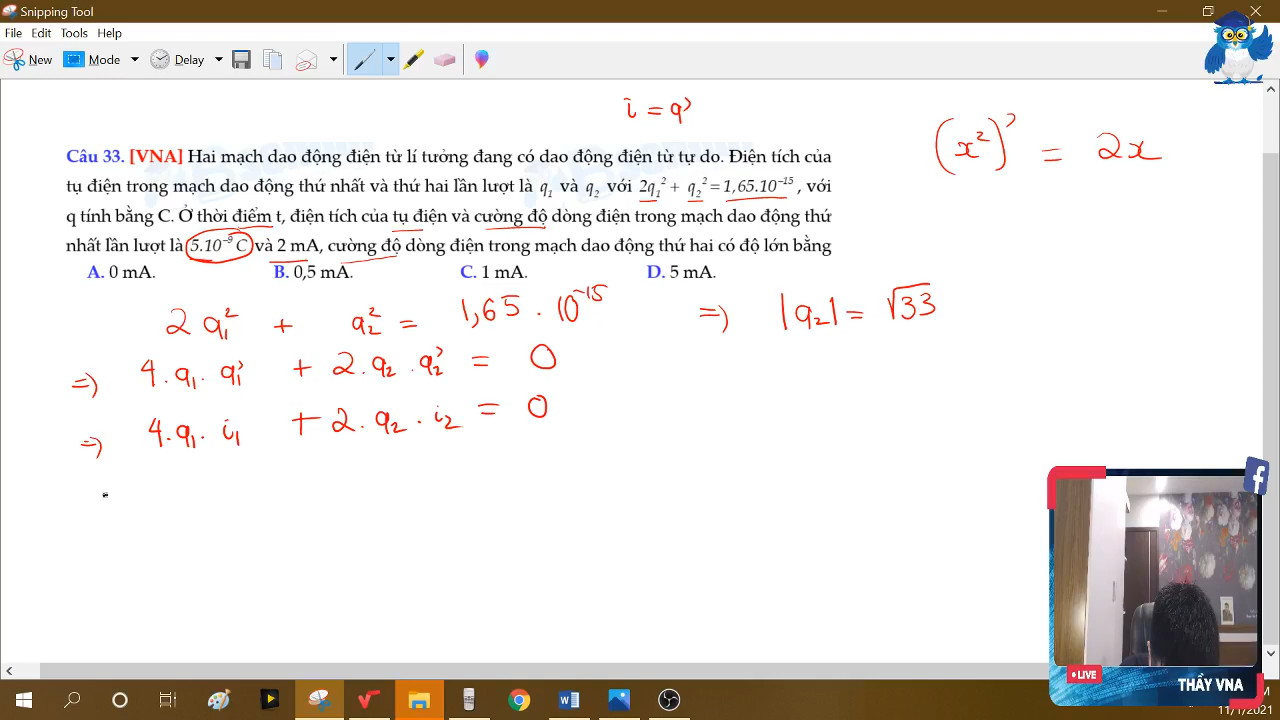 Snipping Tool
File Edit Tools Help
New Mode Delay
i = q'
(x²)' = 2x
Câu 33. [VNA] Hai mạch dao động điện từ lí tưởng đang có dao động điện từ tự do. Điện tích của
tụ điện trong mạch dao động thứ nhất và thứ hai lần lượt là q₁ và q₂ với 2q₁² + q₂² = 1,65.10⁻¹⁵, với
q tính bằng C. Ở thời điểm t, điện tích của tụ điện và cường độ dòng điện trong mạch dao động thứ
nhất lần lượt là 5.10⁻⁹ C và 2 mA, cường độ dòng điện trong mạch dao động thứ hai có độ lớn bằng
A. 0 mA. B. 0,5 mA. C. 1 mA. D. 5 mA.
2q₁² + q₂² = 1,65 . 10⁻¹⁵ => |q₂| = √33
=> 4.q₁.q₁' + 2.q₂.q₂' = 0
=> 4.q₁.i₁ + 2.q₂.i₂ = 0
LIVE THẦY VNA
11/1/2021